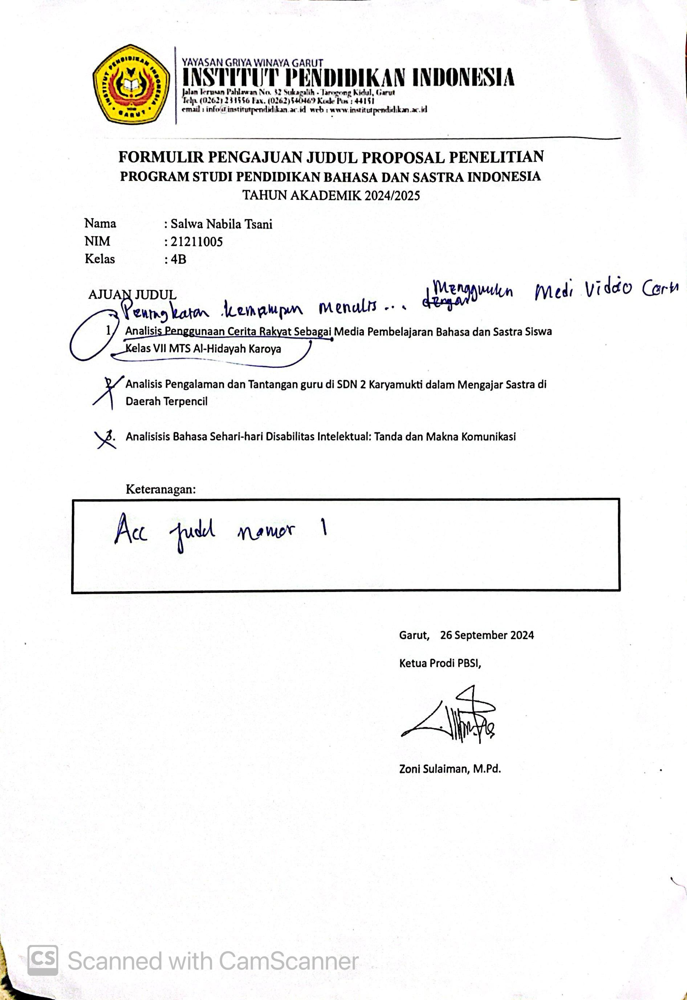 INSTITUT PENDIDIKAN INDONESIA
GARUT
YAYASAN GRIYA WINAYA GARUT
INSTITUT PENDIDIKAN INDONESIA
Jalan Terusan Pahlawan No. 32 Sukagalih - Tarogong Kidul, Garut
Telp. (0262) 233556 Fax. (0262)540469 Kode Pos : 44151
email : info@institutpendidikan.ac.id web : www.institutpendidikan.ac.id
FORMULIR PENGAJUAN JUDUL PROPOSAL PENELITIAN
PROGRAM STUDI PENDIDIKAN BAHASA DAN SASTRA INDONESIA
TAHUN AKADEMIK 2024/2025
Nama : Salwa Nabila Tsani
NIM : 21211005
Kelas : 4B
AJUAN JUDUL
Peningkatan kemampun menulis ... dengan Menggunakn Medi Video
1. Analisis Penggunaan Cerita Rakyat Sebagai Media Pembelajaran Bahasa dan Sastra Siswa
Kelas VII MTS Al-Hidayah Karoya
2. Analisis Pengalaman dan Tantangan guru di SDN 2 Karyamukti dalam Mengajar Sastra di
Daerah Terpencil
3. Analisisis Bahasa Sehari-hari Disabilitas Intelektual: Tanda dan Makna Komunikasi
Keteranagan:
Acc judul nomor 1
Garut, 26 September 2024
Ketua Prodi PBSI,
Zoni Sulaiman, M.Pd.
CS Scanned with CamScanner